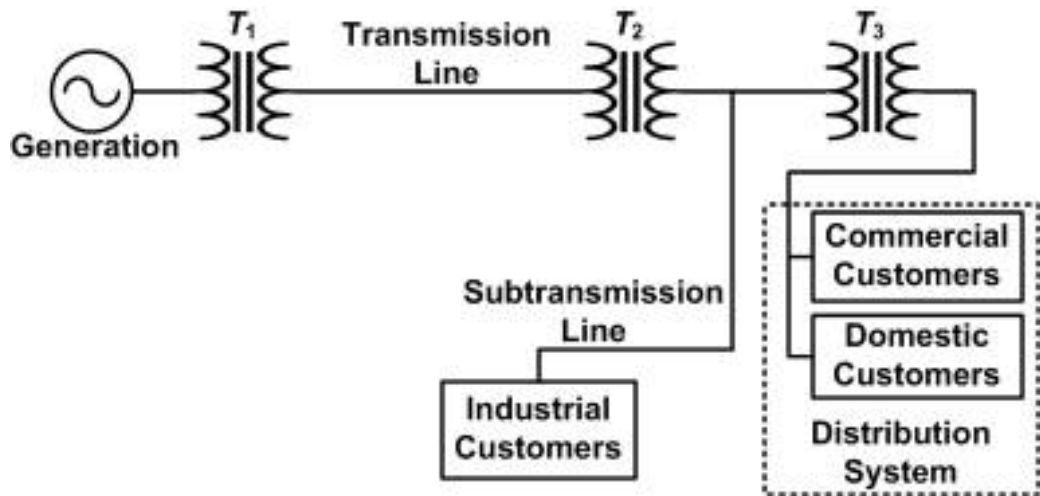 T1
Transmission
Line
T2
T3
Generation
Commercial
Customers
Subtransmission
Line
Domestic
Customers
Industrial
Customers
Distribution
System